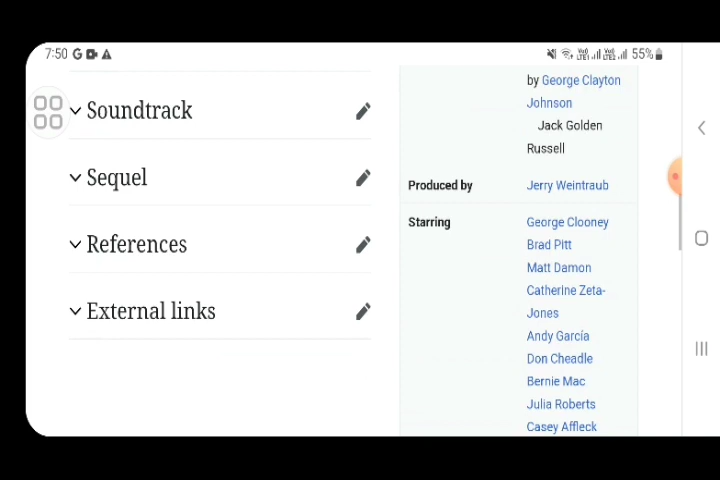 7:50 G
55%
Soundtrack
Sequel
References
External links
by George Clayton
Johnson
Jack Golden
Russell
Produced by Jerry Weintraub
Starring George Clooney
Brad Pitt
Matt Damon
Catherine Zeta-
Jones
Andy García
Don Cheadle
Bernie Mac
Julia Roberts
Casey Affleck